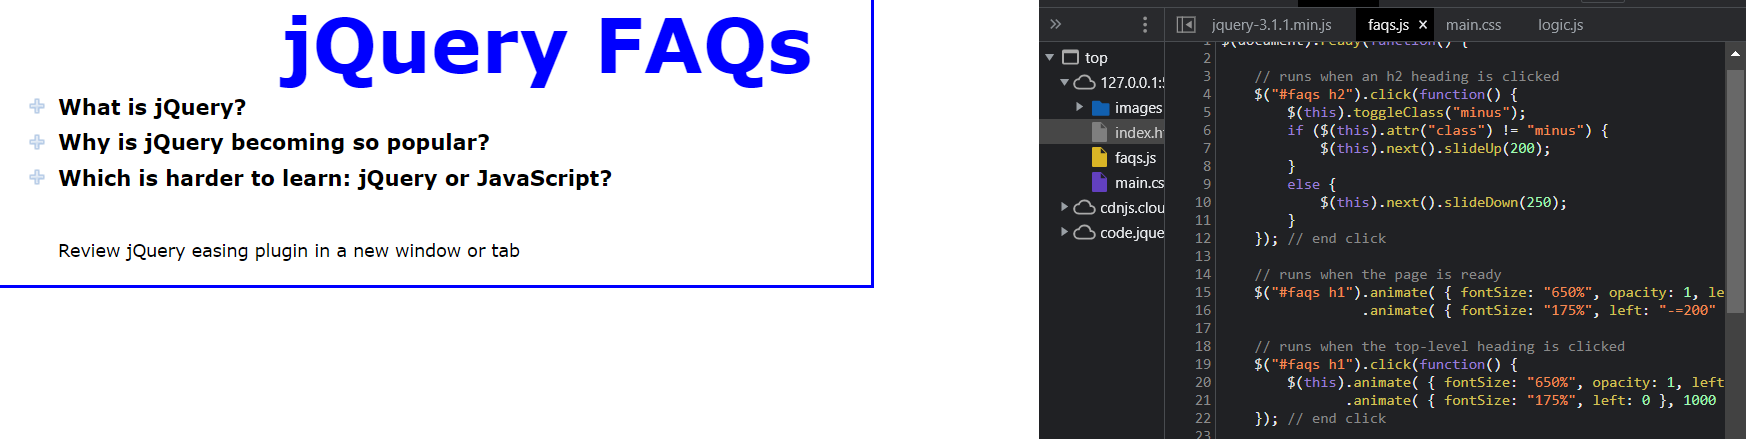 jQuery FAQs
What is jQuery?
Why is jQuery becoming so popular?
Which is harder to learn: jQuery or JavaScript?
Review jQuery easing plugin in a new window or tab
jquery-3.1.1.min.js faqs.js × main.css logic.js
top
127.0.0.1:5
images
index.h
faqs.js
main.cs
cdnjs.clou
code.jque
1 $(document).ready(function() {
2
3 // runs when an h2 heading is clicked
4 $("#faqs h2").click(function() {
5 $(this).toggleClass("minus");
6 if ($(this).attr("class") != "minus") {
7 $(this).next().slideUp(200);
8 }
9 else {
10 $(this).next().slideDown(250);
11 }
12 }); // end click
13
14 // runs when the page is ready
15 $("#faqs h1").animate( { fontSize: "650%", opacity: 1, le
16 .animate( { fontSize: "175%", left: "-=200"
17
18 // runs when the top-level heading is clicked
19 $("#faqs h1").click(function() {
20 $(this).animate( { fontSize: "650%", opacity: 1, left
21 .animate( { fontSize: "175%", left: 0 }, 1000
22 }); // end click
23